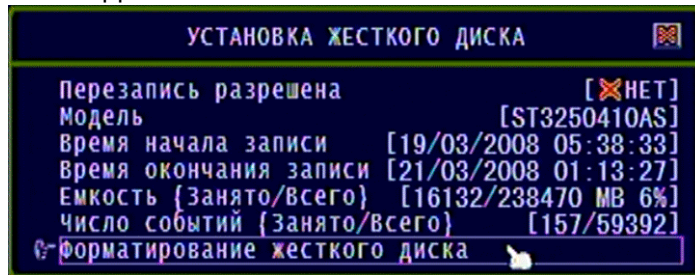 УСТАНОВКА ЖЕСТКОГО ДИСКА
Перезапись разрешена [НЕТ]
Модель [ST3250410AS]
Время начала записи [19/03/2008 05:38:33]
Время окончания записи [21/03/2008 01:13:27]
Емкость {Занято/Всего} [16132/238470 MB 6%]
Число событий {Занято/Всего} [157/59392]
Форматирование жесткого диска